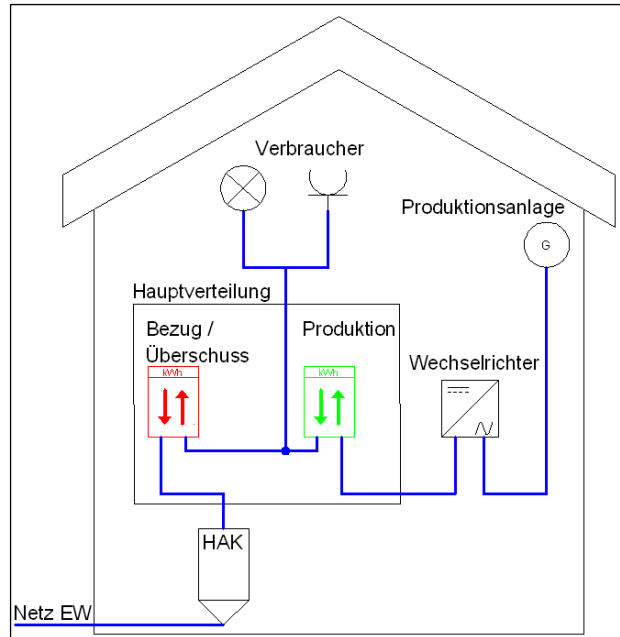 Verbraucher
Produktionsanlage
G
Hauptverteilung
Bezug /
Überschuss
Produktion
kWh
kWh
Wechselrichter
HAK
Netz EW